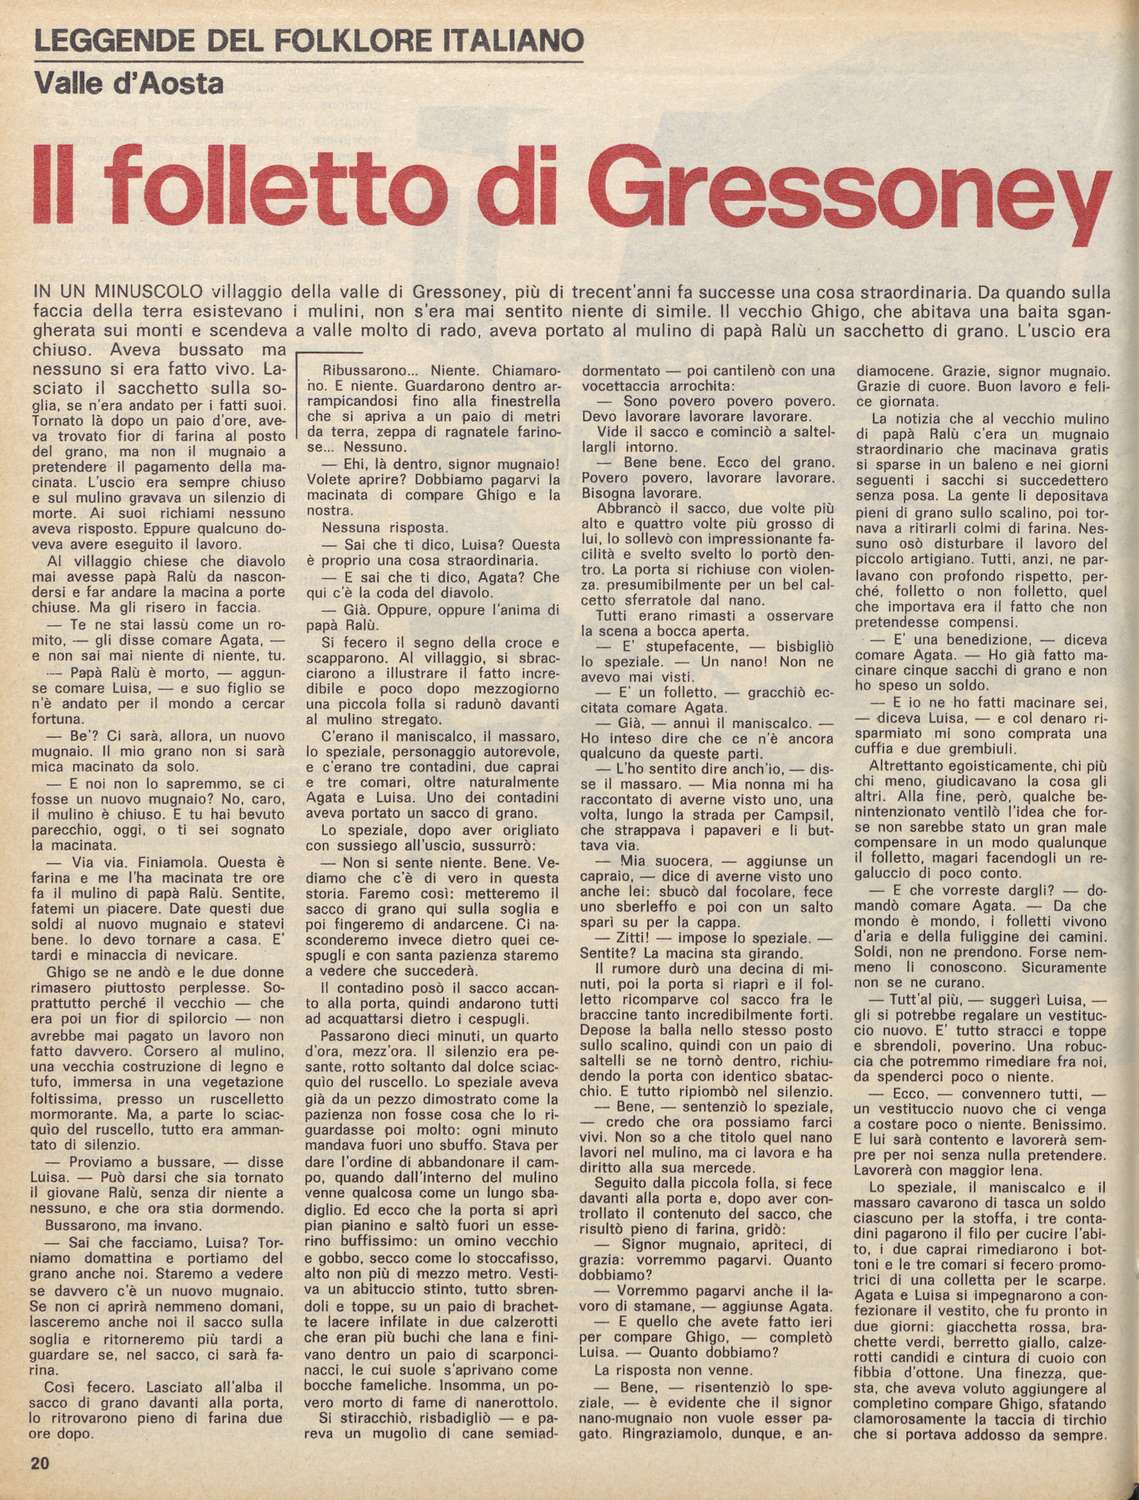 LEGGENDE DEL FOLKLORE ITALIANO
Valle d'Aosta
Il folletto di Gressoney
IN UN MINUSCOLO villaggio della valle di Gressoney, più di trecent'anni fa successe una cosa straordinaria. Da quando sulla
faccia della terra esistevano i mulini, non s'era mai sentito niente di simile. Il vecchio Ghigo, che abitava una baita sgan-
gherata sui monti e scendeva a valle molto di rado, aveva portato al mulino di papà Ralù un sacchetto di grano. L'uscio era
chiuso. Aveva bussato ma
nessuno si era fatto vivo. La-
sciato il sacchetto sulla so-
glia, se n'era andato per i fatti suoi.
Tornato là dopo un paio d'ore, ave-
va trovato fior di farina al posto
del grano, ma non il mugnaio a
pretendere il pagamento della ma-
cinata. L'uscio era sempre chiuso
e sul mulino gravava un silenzio di
morte. Ai suoi richiami nessuno
aveva risposto. Eppure qualcuno do-
veva avere eseguito il lavoro.
Al villaggio chiese che diavolo
mai avesse papà Ralù da nascon-
dersi e far andare la macina a porte
chiuse. Ma gli risero in faccia.
— Te ne stai lassù come un ro-
mito, — gli disse comare Agata, —
e non sai mai niente di niente, tu.
— Papà Ralù è morto, — aggiun-
se comare Luisa, — e suo figlio se
n'è andato per il mondo a cercar
fortuna.
— Be'? Ci sarà, allora, un nuovo
mugnaio. Il mio grano non si sarà
mica macinato da solo.
— E noi non lo sapremmo, se ci
fosse un nuovo mugnaio? No, caro,
il mulino è chiuso. E tu hai bevuto
parecchio, oggi, o ti sei sognato
la macinata.
— Via via. Finiamola. Questa è
farina e me l'ha macinata tre ore
fa il mulino di papà Ralù. Sentite,
fatemi un piacere. Date questi due
soldi al nuovo mugnaio e statevi
bene. Io devo tornare a casa. E'
tardi e minaccia di nevicare.
Ghigo se ne andò e le due donne
rimasero piuttosto perplesse. So-
prattutto perché il vecchio — che
era poi un fior di spilorcio — non
avrebbe mai pagato un lavoro non
fatto davvero. Corsero al mulino,
una vecchia costruzione di legno e
tufo, immersa in una vegetazione
foltissima, presso un ruscelletto
mormorante. Ma, a parte lo sciac-
quìo del ruscello, tutto era amman-
tato di silenzio.
— Proviamo a bussare, — disse
Luisa. — Può darsi che sia tornato
il giovane Ralù, senza dir niente a
nessuno, e che ora stia dormendo.
Bussarono, ma invano.
— Sai che facciamo, Luisa? Tor-
niamo domattina e portiamo del
grano anche noi. Staremo a vedere
se davvero c'è un nuovo mugnaio.
Se non ci aprirà nemmeno domani,
lasceremo anche noi il sacco sulla
soglia e ritorneremo più tardi a
guardare se, nel sacco, ci sarà fa-
rina.
Così fecero. Lasciato all'alba il
sacco di grano davanti alla porta,
lo ritrovarono pieno di farina due
ore dopo.
Ribussarono... Niente. Chiamaro-
no. E niente. Guardarono dentro ar-
rampicandosi fino alla finestrella
che si apriva a un paio di metri
da terra, zeppa di ragnatele farino-
se... Nessuno.
— Ehi, là dentro, signor mugnaio!
Volete aprire? Dobbiamo pagarvi la
macinata di compare Ghigo e la
nostra.
Nessuna risposta.
— Sai che ti dico, Luisa? Questa
è proprio una cosa straordinaria.
— E sai che ti dico, Agata? Che
qui c'è la coda del diavolo.
— Già. Oppure, oppure l'anima di
papà Ralù.
Si fecero il segno della croce e
scapparono. Al villaggio, si sbrac-
ciarono a illustrare il fatto incre-
dibile e poco dopo mezzogiorno
una piccola folla si radunò davanti
al mulino stregato.
C'erano il maniscalco, il massaro,
lo speziale, personaggio autorevole,
e c'erano tre contadini, due caprai
e tre comari, oltre naturalmente
Agata e Luisa. Uno dei contadini
aveva portato un sacco di grano.
Lo speziale, dopo aver origliato
con sussiego all'uscio, sussurrò:
— Non si sente niente. Bene. Ve-
diamo che c'è di vero in questa
storia. Faremo così: metteremo il
sacco di grano qui sulla soglia e
poi fingeremo di andarcene. Ci na-
sconderemo invece dietro quei ce-
spugli e con santa pazienza staremo
a vedere che succederà.
Il contadino posò il sacco accan-
to alla porta, quindi andarono tutti
ad acquattarsi dietro i cespugli.
Passarono dieci minuti, un quarto
d'ora, mezz'ora. Il silenzio era pe-
sante, rotto soltanto dal dolce sciac-
quìo del ruscello. Lo speziale aveva
già da un pezzo dimostrato come la
pazienza non fosse cosa che lo ri-
guardasse poi molto: ogni minuto
mandava fuori uno sbuffo. Stava per
dare l'ordine di abbandonare il cam-
po, quando dall'interno del mulino
venne qualcosa come un lungo sba-
diglio. Ed ecco che la porta si aprì
pian pianino e saltò fuori un esse-
rino buffissimo: un omino vecchio
e gobbo, secco come lo stoccafisso,
alto non più di mezzo metro. Vesti-
va un abituccio stinto, tutto sbren-
doli e toppe, su un paio di brachet-
te lacere infilate in due calzerotti
che eran più buchi che lana e fini-
vano dentro un paio di scarponci-
nacci, le cui suole s'aprivano come
bocche fameliche. Insomma, un po-
vero morto di fame di nanerottolo.
Si stiracchiò, risbadigliò — e pa-
reva un mugolìo di cane semiad-
dormentato — poi cantilenò con una
vocettaccia arrochita:
— Sono povero povero povero.
Devo lavorare lavorare lavorare.
Vide il sacco e cominciò a saltel-
largli intorno.
— Bene bene. Ecco del grano.
Povero povero, lavorare lavorare.
Bisogna lavorare.
Abbrancò il sacco, due volte più
alto e quattro volte più grosso di
lui, lo sollevò con impressionante fa-
cilità e svelto svelto lo portò den-
tro. La porta si richiuse con violen-
za. presumibilmente per un bel cal-
cetto sferratole dal nano.
Tutti erano rimasti a osservare
la scena a bocca aperta.
— E' stupefacente, — bisbigliò
lo speziale. — Un nano! Non ne
avevo mai visti.
— E' un folletto, — gracchiò ec-
citata comare Agata.
— Già, — annuì il maniscalco. —
Ho inteso dire che ce n'è ancora
qualcuno da queste parti.
— L'ho sentito dire anch'io, — dis-
se il massaro. — Mia nonna mi ha
raccontato di averne visto uno, una
volta, lungo la strada per Campsil,
che strappava i papaveri e li but-
tava via.
— Mia suocera, — aggiunse un
capraio, — dice di averne visto uno
anche lei: sbucò dal focolare, fece
uno sberleffo e poi con un salto
sparì su per la cappa.
— Zitti! — impose lo speziale. —
Sentite? La macina sta girando.
Il rumore durò una decina di mi-
nuti, poi la porta si riaprì e il fol-
letto ricomparve col sacco fra le
braccine tanto incredibilmente forti.
Depose la balla nello stesso posto
sullo scalino, quindi con un paio di
saltelli se ne tornò dentro, richiu-
dendo la porta con identico sbatac-
chio. E tutto ripiombò nel silenzio.
— Bene, — sentenziò lo speziale,
— credo che ora possiamo farci
vivi. Non so a che titolo quel nano
lavori nel mulino, ma ci lavora e ha
diritto alla sua mercede.
Seguito dalla piccola folla, si fece
davanti alla porta e, dopo aver con-
trollato il contenuto del sacco, che
risultò pieno di farina, gridò:
— Signor mugnaio, apriteci, di
grazia: vorremmo pagarvi. Quanto
dobbiamo?
— Vorremmo pagarvi anche il la-
voro di stamane, — aggiunse Agata.
— E quello che avete fatto ieri
per compare Ghigo, — completò
Luisa. — Quanto dobbiamo?
La risposta non venne.
— Bene, — risentenziò lo spe-
ziale, — è evidente che il signor
nano-mugnaio non vuole esser pa-
gato. Ringraziamolo, dunque, e an-
diamocene. Grazie, signor mugnaio.
Grazie di cuore. Buon lavoro e feli-
ce giornata.
La notizia che al vecchio mulino
di papà Ralù c'era un mugnaio
straordinario che macinava gratis
si sparse in un baleno e nei giorni
seguenti i sacchi si succedettero
senza posa. La gente li depositava
pieni di grano sullo scalino, poi tor-
nava a ritirarli colmi di farina. Nes-
suno osò disturbare il lavoro del
piccolo artigiano. Tutti, anzi, ne par-
lavano con profondo rispetto, per-
ché, folletto o non folletto, quel
che importava era il fatto che non
pretendesse compensi.
— E' una benedizione, — diceva
comare Agata. — Ho già fatto ma-
cinare cinque sacchi di grano e non
ho speso un soldo.
— E io ne ho fatti macinare sei,
— diceva Luisa, — e col denaro ri-
sparmiato mi sono comprata una
cuffia e due grembiuli.
Altrettanto egoisticamente, chi più
chi meno, giudicavano la cosa gli
altri. Alla fine, però, qualche be-
nintenzionato ventilò l'idea che for-
se non sarebbe stato un gran male
compensare in un modo qualunque
il folletto, magari facendogli un re-
galuccio di poco conto.
— E che vorreste dargli? — do-
mandò comare Agata. — Da che
mondo è mondo, i folletti vivono
d'aria e della fuliggine dei camini.
Soldi, non ne prendono. Forse nem-
meno li conoscono. Sicuramente
non se ne curano.
— Tutt'al più, — suggerì Luisa, —
gli si potrebbe regalare un vestituc-
cio nuovo. E' tutto stracci e toppe
e sbrendoli, poverino. Una robuc-
cia che potremmo rimediare fra noi,
da spenderci poco o niente.
— Ecco, — convennero tutti, —
un vestituccio nuovo che ci venga
a costare poco o niente. Benissimo.
E lui sarà contento e lavorerà sem-
pre per noi senza nulla pretendere.
Lavorerà con maggior lena.
Lo speziale, il maniscalco e il
massaro cavarono di tasca un soldo
ciascuno per la stoffa, i tre conta-
dini pagarono il filo per cucire l'abi-
to, i due caprai rimediarono i bot-
toni e le tre comari si fecero promo-
trici di una colletta per le scarpe.
Agata e Luisa si impegnarono a con-
fezionare il vestito, che fu pronto in
due giorni: giacchetta rossa, bra-
chette verdi, berretto giallo, calze-
rotti candidi e cintura di cuoio con
fibbia d'ottone. Una finezza, que-
sta, che aveva voluto aggiungere al
completino compare Ghigo, sfatando
clamorosamente la taccia di tirchio
che si portava addosso da sempre.
20